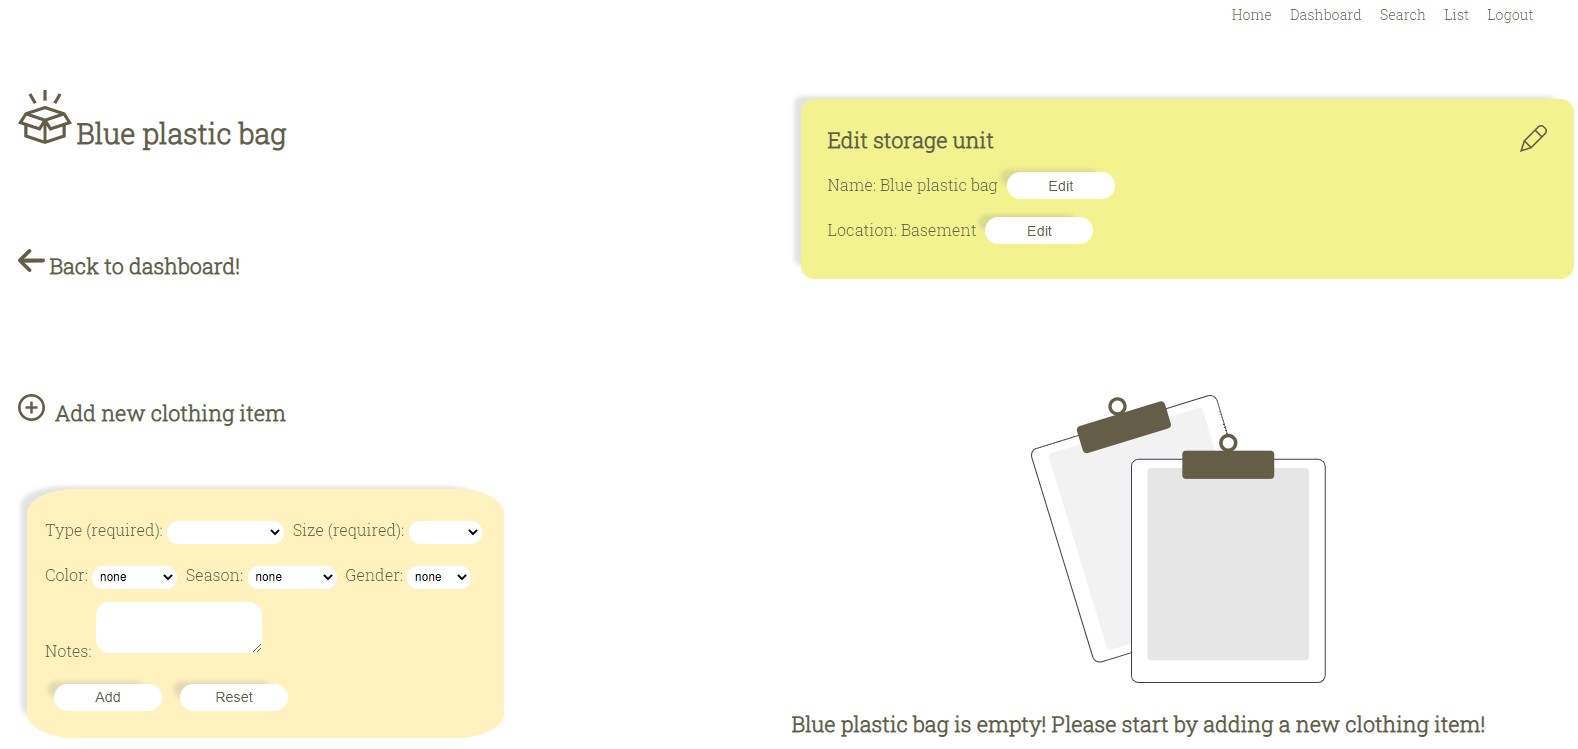 Home Dashboard Search List Logout
Blue plastic bag
Edit storage unit
Name: Blue plastic bag Edit
Location: Basement Edit
Back to dashboard!
Add new clothing item
Type (required): Size (required):
Color: none Season: none Gender: none
Notes:
Add Reset
Blue plastic bag is empty! Please start by adding a new clothing item!